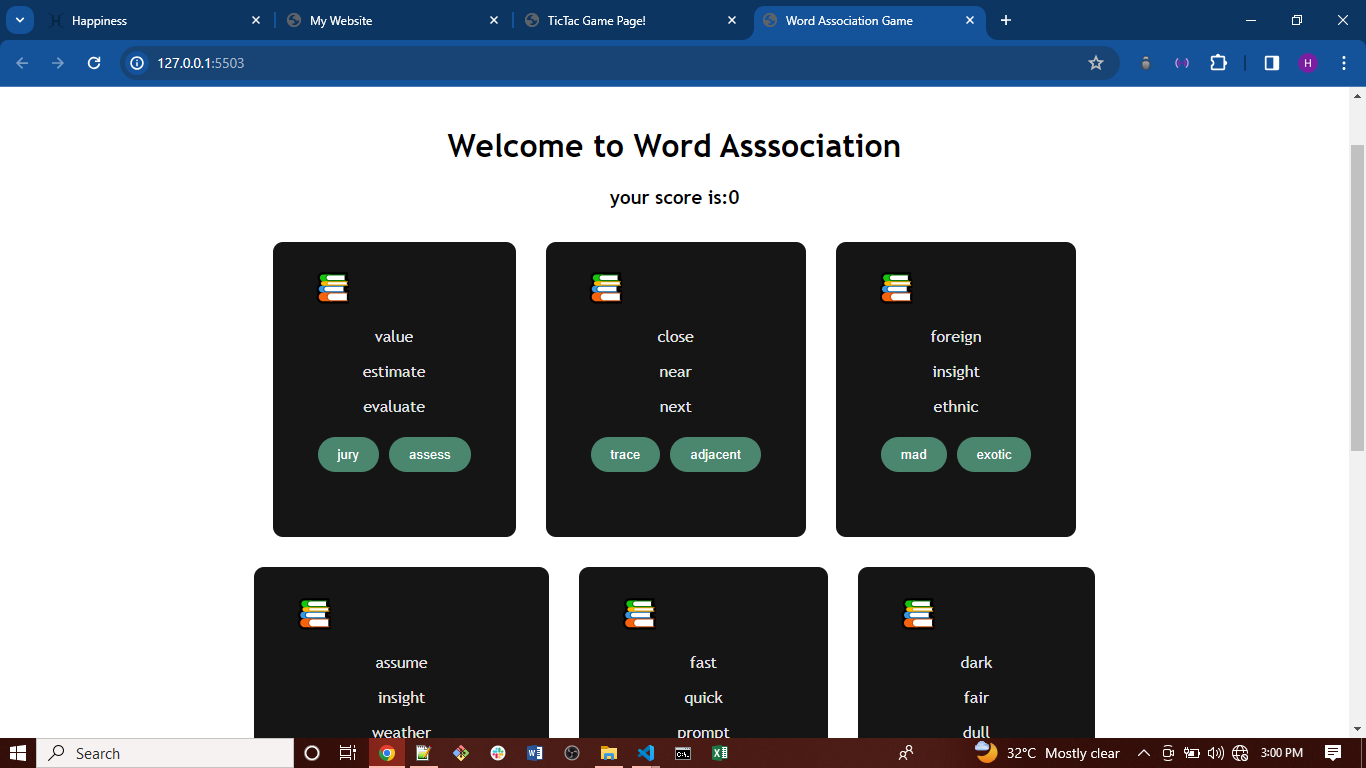 Happiness
My Website
TicTac Game Page!
Word Association Game
127.0.0.1:5503
H
Welcome to Word Asssociation
your score is:0
value
estimate
evaluate
jury assess
close
near
next
trace adjacent
foreign
insight
ethnic
mad exotic
assume
insight
weather
fast
quick
prompt
dark
fair
dull
Search
32°C Mostly clear
3:00 PM